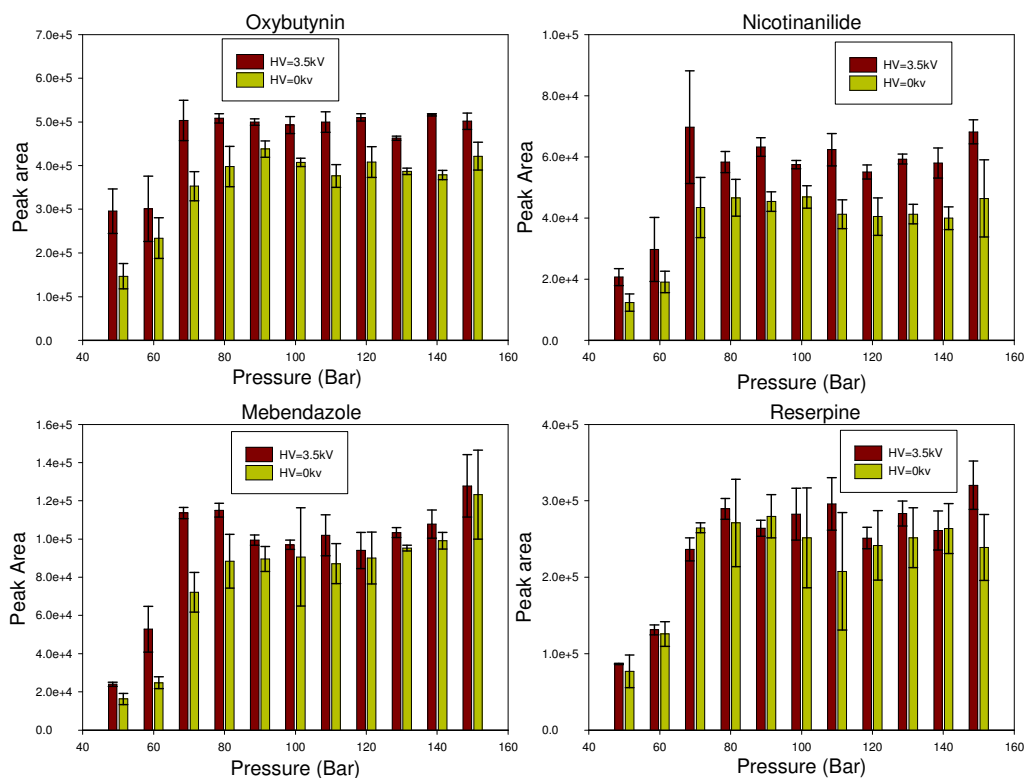 Oxybutynin
7.0e+5
6.0e+5
5.0e+5
4.0e+5
3.0e+5
2.0e+5
1.0e+5
0.0
Peak area
HV=3.5kV
HV=0kv
40 60 80 100 120 140 160
Pressure (Bar)
Nicotinanilide
1.0e+5
8.0e+4
6.0e+4
4.0e+4
2.0e+4
0.0
Peak Area
HV=3.5kV
HV=0kv
40 60 80 100 120 140 160
Pressure (Bar)
Mebendazole
1.6e+5
1.4e+5
1.2e+5
1.0e+5
8.0e+4
6.0e+4
4.0e+4
2.0e+4
0.0
Peak Area
HV=3.5kV
HV=0kv
40 60 80 100 120 140 160
Pressure (Bar)
Reserpine
4.0e+5
3.0e+5
2.0e+5
1.0e+5
0.0
Peak area
HV=3.5kV
HV=0kv
40 60 80 100 120 140 160
Pressure (Bar)